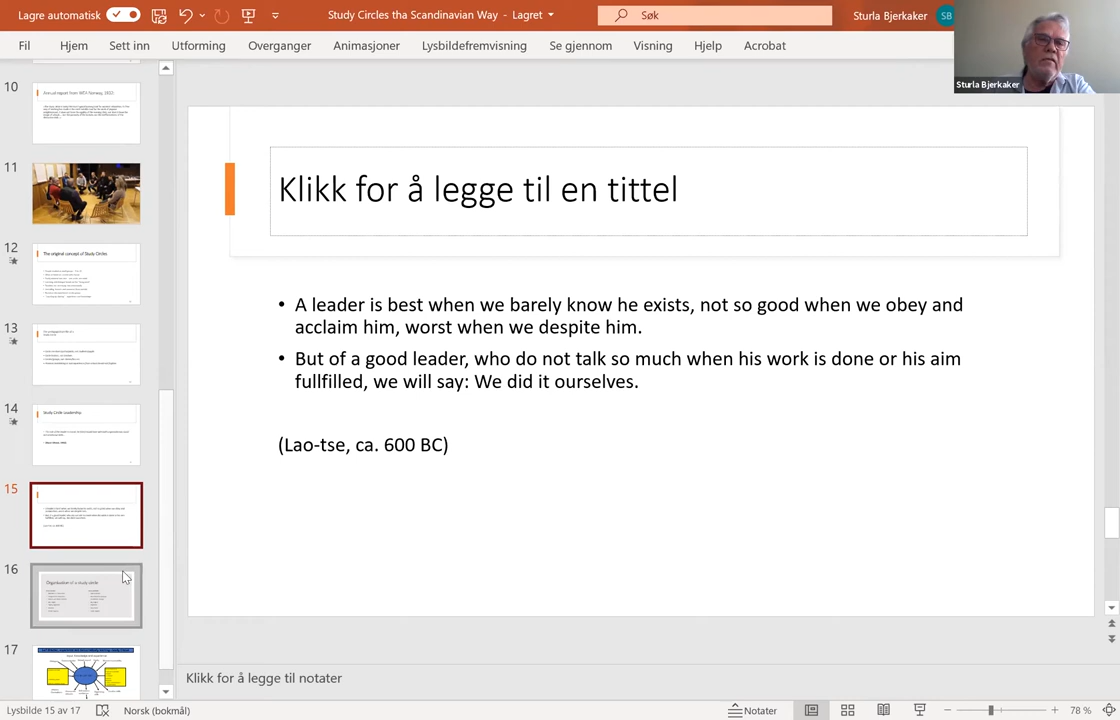 Lagre automatisk
Study Circles tha Scandinavian Way - Lagret
Søk
Sturla Bjerkaker
SB
Fil
Hjem
Sett inn
Utforming
Overganger
Animasjoner
Lysbildefremvisning
Se gjennom
Visning
Hjelp
Acrobat
Sturla Bjerkaker
10
11
12
The original concept of Study Circles
13
14
Study Circle leadership
15
16
Organisation of a study circle
17
Klikk for å legge til en tittel
• A leader is best when we barely know he exists, not so good when we obey and
acclaim him, worst when we despite him.
• But of a good leader, who do not talk so much when his work is done or his aim
fullfilled, we will say: We did it ourselves.
(Lao-tse, ca. 600 BC)
Klikk for å legge til notater
Lysbilde 15 av 17
Norsk (bokmål)
Notater
78 %